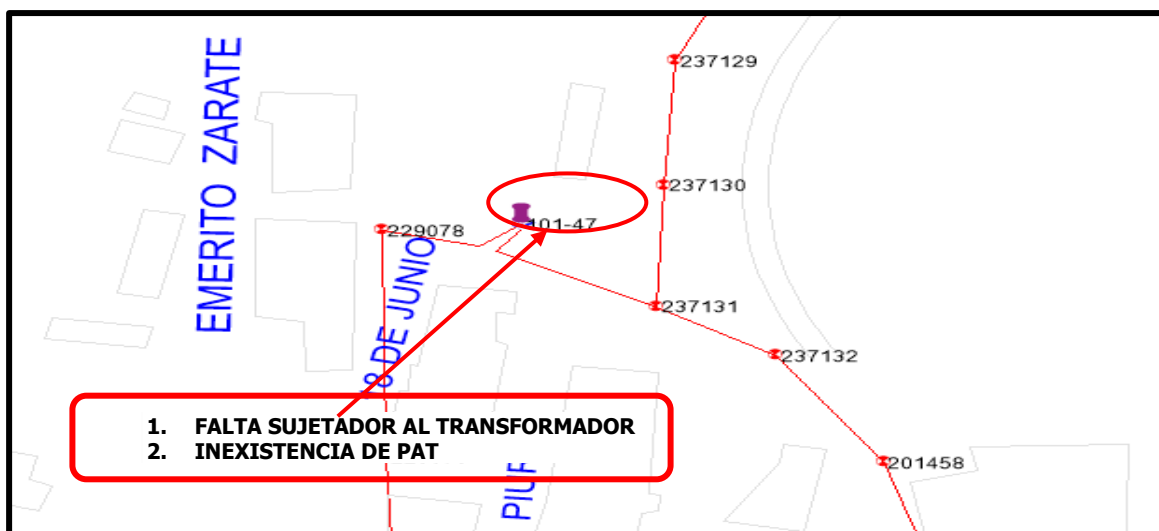 EMERITO ZARATE
237129
237130
101-47
229078
18 DE JUNIO
237131
237132
1. FALTA SUJETADOR AL TRANSFORMADOR
2. INEXISTENCIA DE PAT
201458